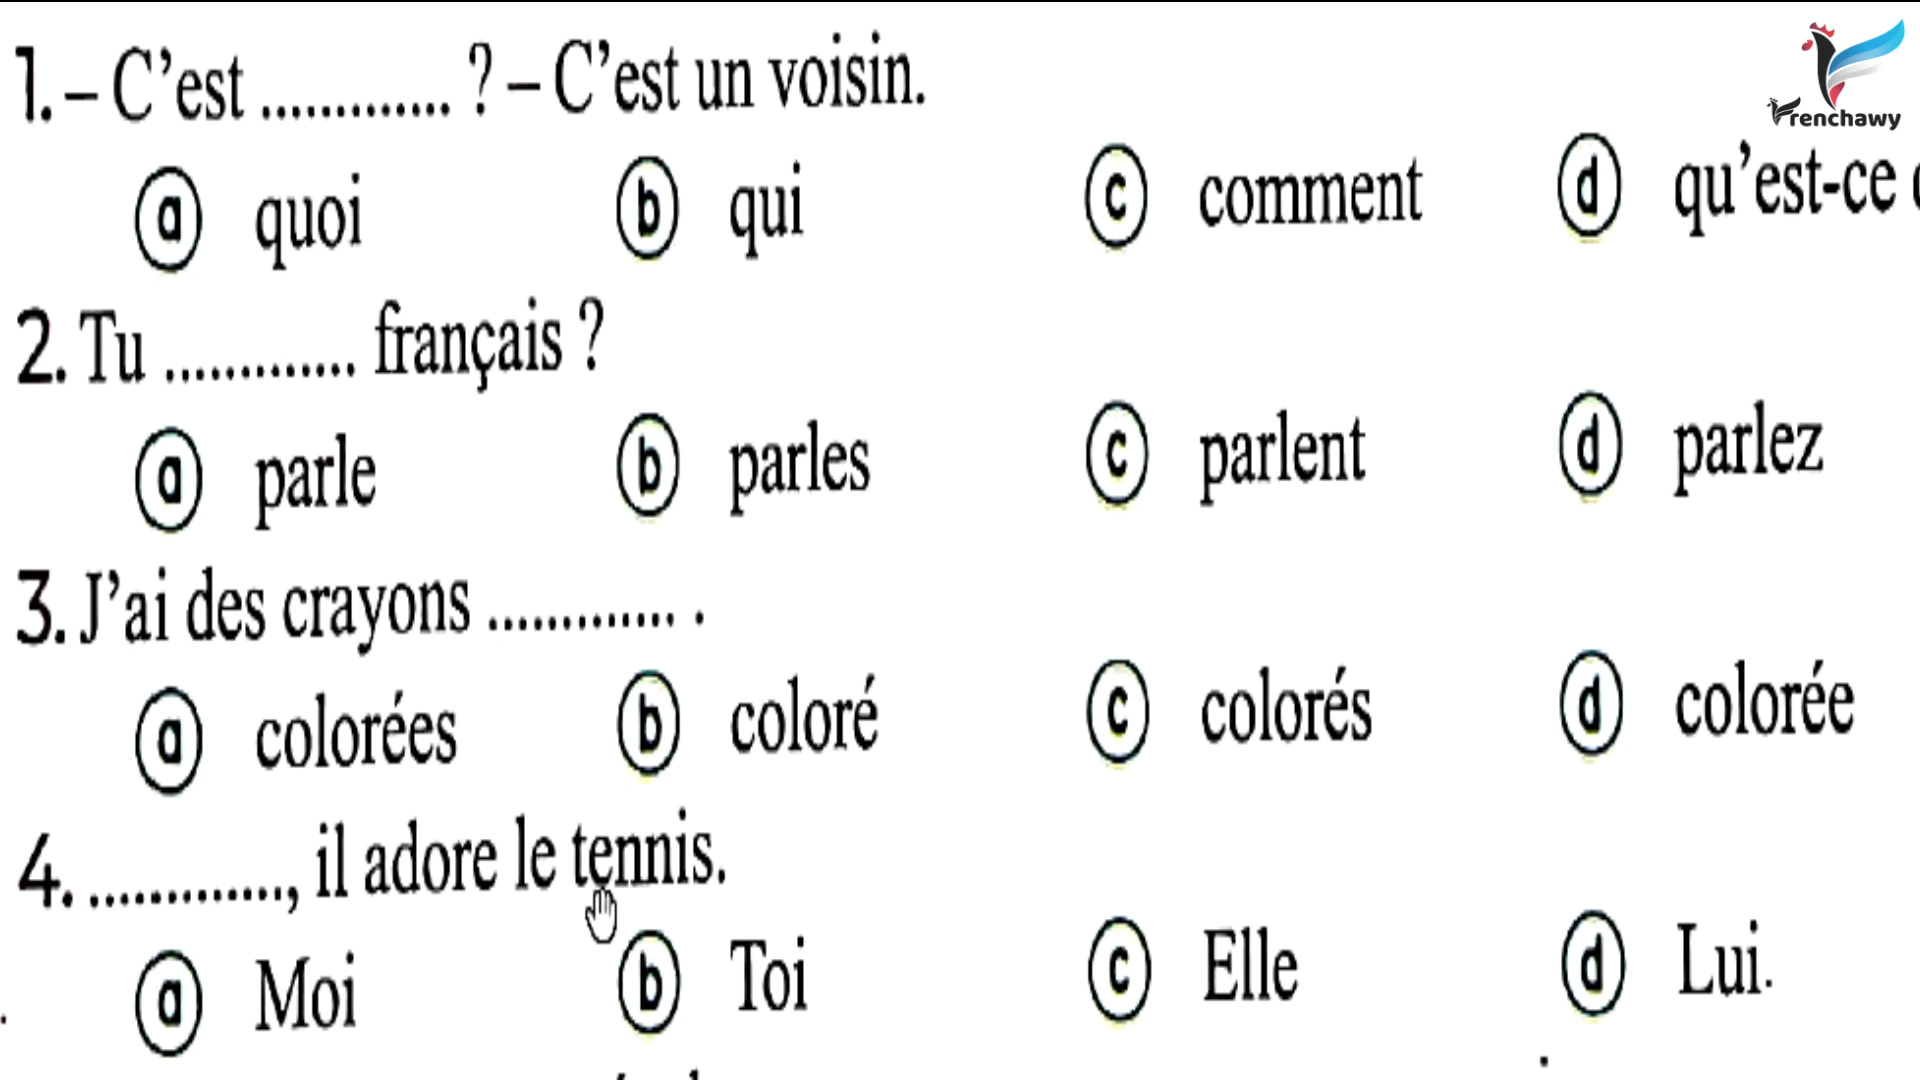 Frenchawy
1. – C'est ............. ? – C'est un voisin.
a quoi b qui c comment d qu'est-ce
2. Tu ............. français ?
a parle b parles c parlent d parlez
3. J'ai des crayons ............. .
a colorées b coloré c colorés d colorée
4. ............., il adore le tennis.
a Moi b Toi c Elle d Lui.